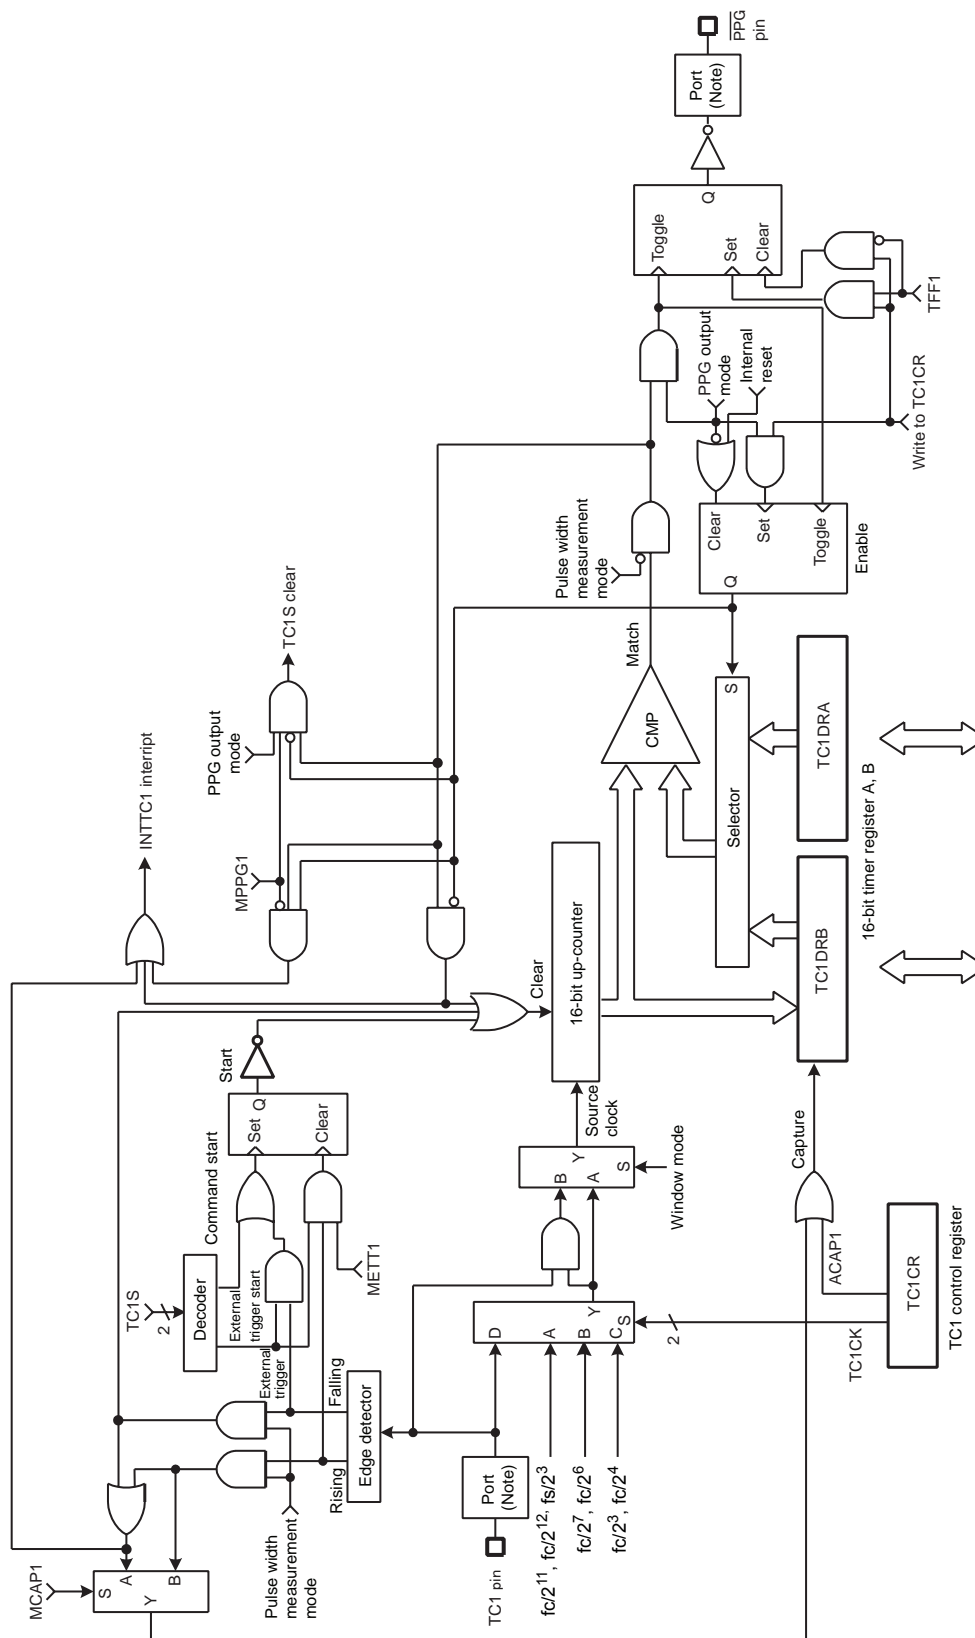 MCAP1
S
A
Y
B
Pulse width
measurement
mode
Rising
Falling
Edge detector
External
trigger
TC1S
2
Decoder
External
trigger start
Command start
METT1
Set
Q
Clear
Start
INTTC1 interript
MPPG1
PPG output
mode
TC1S clear
TC1 pin
Port
(Note)
fc/2^11, fc/2^12, fs/2^3
fc/2^7, fc/2^6
fc/2^3, fc/2^4
D
A
B
C
S
Y
2
TC1CK
B
A
Y
S
Window mode
Source
clock
Clear
16-bit up-counter
CMP
Match
Pulse width
measurement
mode
Capture
ACAP1
TC1CR
TC1 control register
TC1DRB
TC1DRA
16-bit timer register A, B
Selector
S
Q
Clear
Set
Toggle
Enable
PPG output
mode
Internal
reset
Write to TC1CR
TFF1
Toggle
Set
Clear
Q
Port
(Note)
PPG
pin